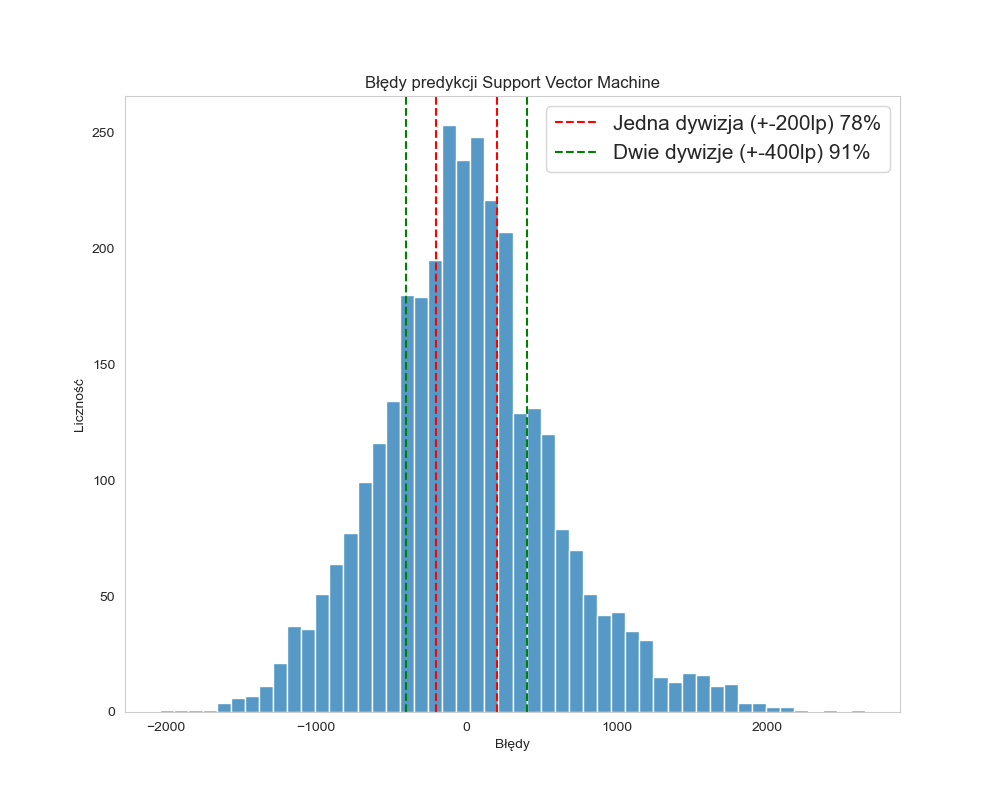 Błędy predykcji Support Vector Machine
Jedna dywizja (+-200lp) 78%
Dwie dywizje (+-400lp) 91%
250
200
150
100
50
0
Liczność
−2000
−1000
0
1000
2000
Błędy